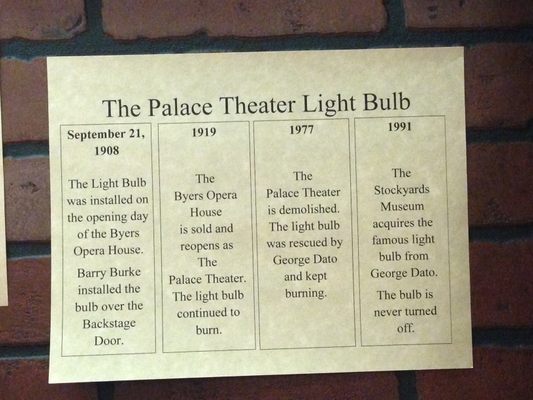 The Palace Theater Light Bulb
September 21,
1908
The Light Bulb
was installed on
the opening day
of the Byers
Opera House.
Barry Burke
installed the
bulb over the
Backstage
Door.
1919
The
Byers Opera
House
is sold and
reopens as
The
Palace Theater.
The light bulb
continued to
burn.
1977
The
Palace Theater
is demolished.
The light bulb
was rescued by
George Dato
and kept
burning.
1991
The
Stockyards
Museum
acquires the
famous light
bulb from
George Dato.
The bulb is
never turned
off.